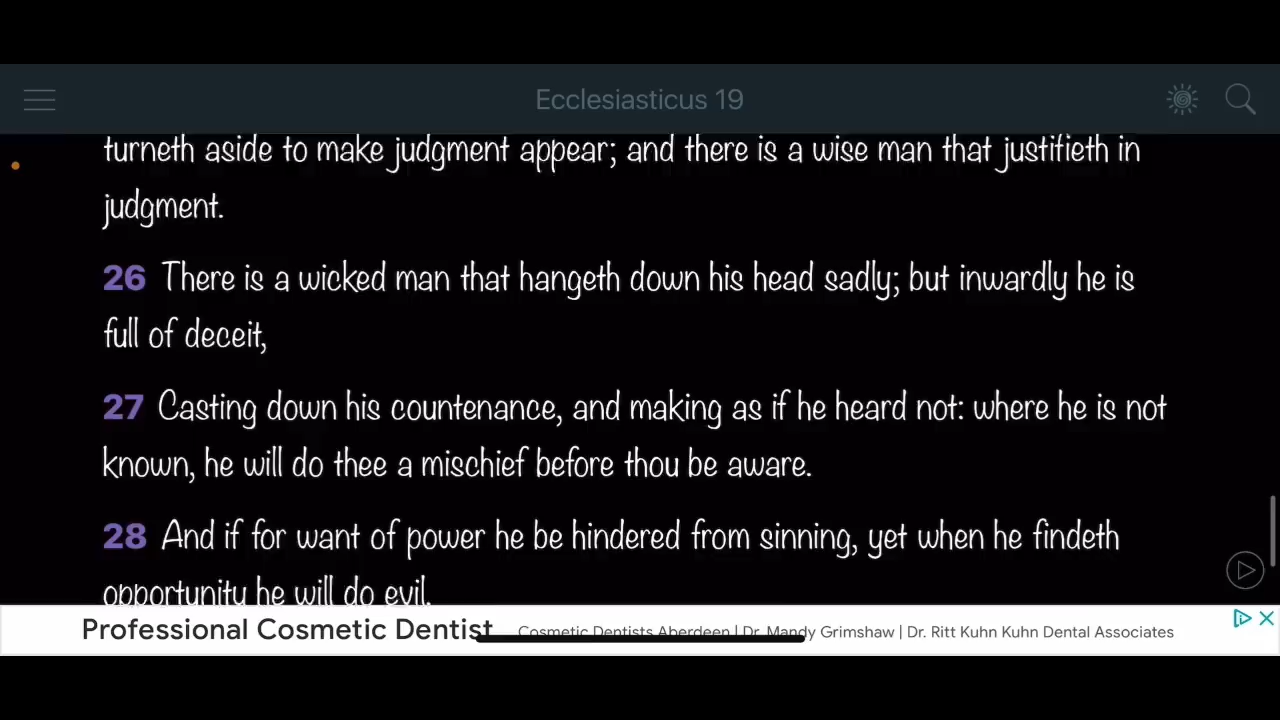 Ecclesiasticus 19
turneth aside to make judgment appear; and there is a wise man that justifieth in
judgment.
26 There is a wicked man that hangeth down his head sadly; but inwardly he is
full of deceit,
27 Casting down his countenance, and making as if he heard not: where he is not
known, he will do thee a mischief before thou be aware.
28 And if for want of power he be hindered from sinning, yet when he findeth
opportunity he will do evil.
Professional Cosmetic Dentist
Cosmetic Dentists Aberdeen | Dr. Mandy Grimshaw | Dr. Ritt Kuhn Kuhn Dental Associates